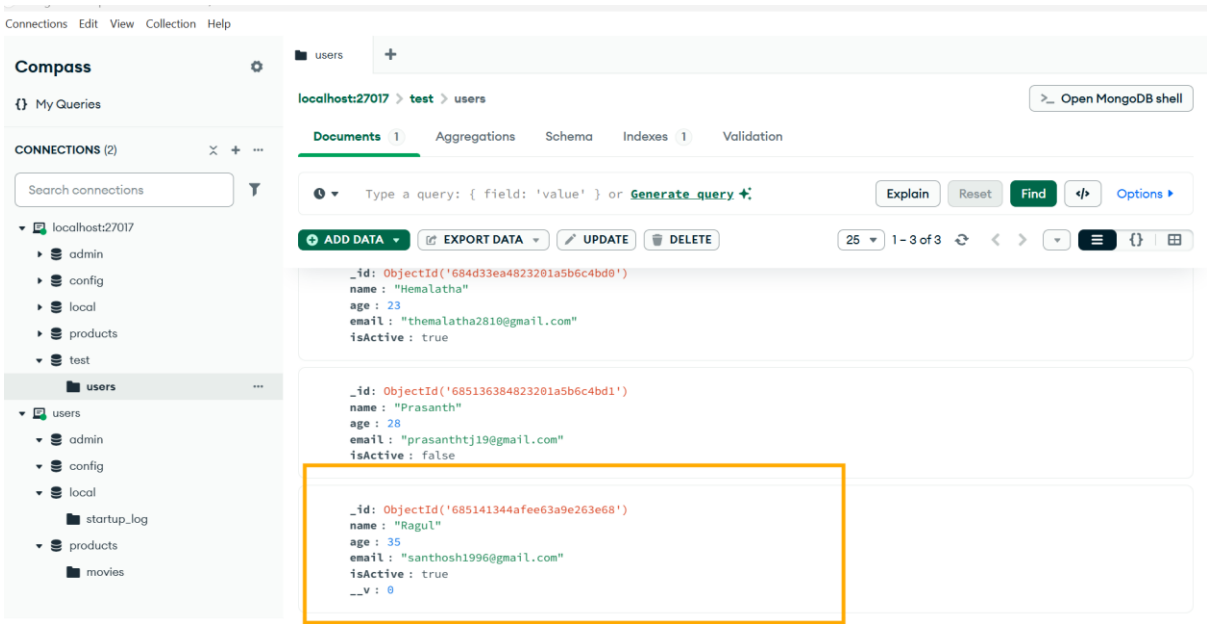 Connections Edit View Collection Help
Compass
{} My Queries
CONNECTIONS (2)
Search connections
localhost:27017
admin
config
local
products
test
users
users
admin
config
local
startup_log
products
movies
users
localhost:27017 > test > users
>_ Open MongoDB shell
Documents 1 Aggregations Schema Indexes 1 Validation
Type a query: { field: 'value' } or Generate query
Explain Reset Find </> Options
ADD DATA EXPORT DATA UPDATE DELETE
25 1 – 3 of 3 {}
_id: ObjectId('684d33ea4823201a5b6c4bd0')
name : "Hemalatha"
age : 23
email : "themalatha2810@gmail.com"
isActive : true
_id: ObjectId('685136384823201a5b6c4bd1')
name : "Prasanth"
age : 28
email : "prasanthtj19@gmail.com"
isActive : false
_id: ObjectId('685141344afee63a9e263e68')
name : "Ragul"
age : 35
email : "santhosh1996@gmail.com"
isActive : true
__v : 0